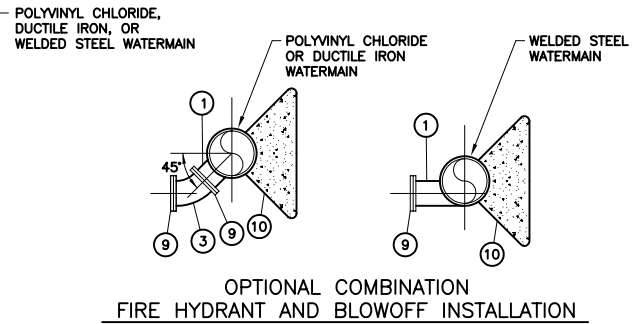 POLYVINYL CHLORIDE,
DUCTILE IRON, OR
WELDED STEEL WATERMAIN
POLYVINYL CHLORIDE
OR DUCTILE IRON
WATERMAIN
WELDED STEEL
WATERMAIN
1
45°
9
3
9
10
1
9
10
OPTIONAL COMBINATION
FIRE HYDRANT AND BLOWOFF INSTALLATION